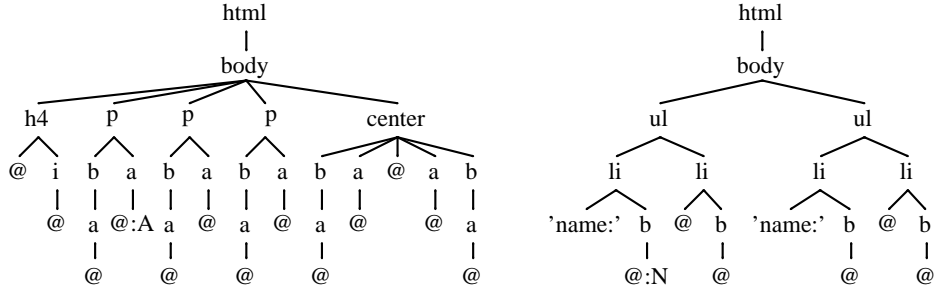 html html
body body
h4 p p p center ul ul
@ i b a b a b a b a @ a b li li li li
@ a @:A a @ a @ a @ @ a 'name:' b @ b 'name:' b @ b
@ @ @ @ @ @:N @ @ @